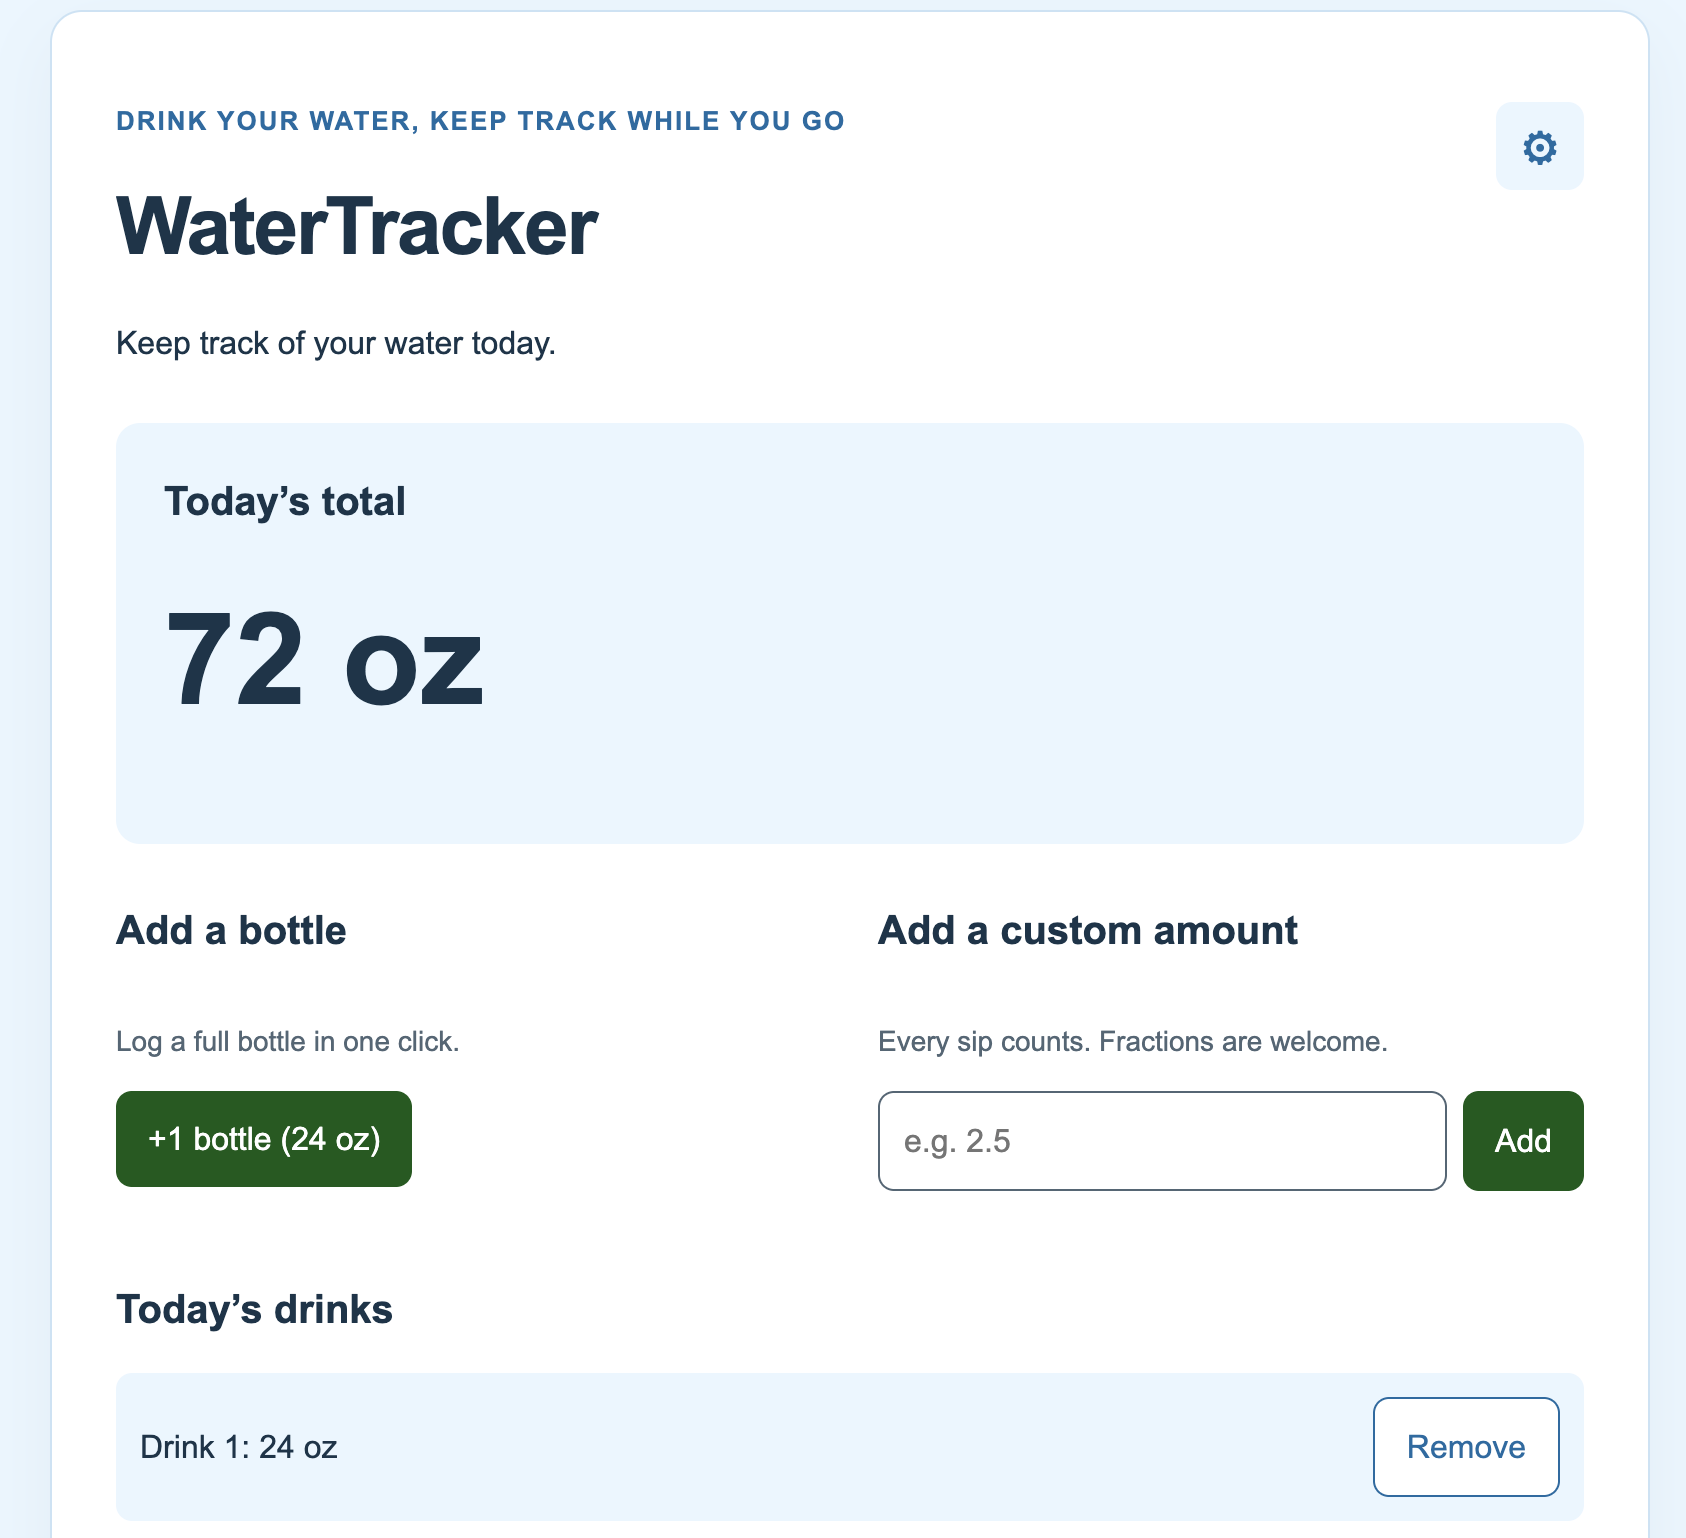 DRINK YOUR WATER, KEEP TRACK WHILE YOU GO
WaterTracker
Keep track of your water today.
Today’s total
72 oz
Add a bottle
Log a full bottle in one click.
+1 bottle (24 oz)
Add a custom amount
Every sip counts. Fractions are welcome.
e.g. 2.5
Add
Today’s drinks
Drink 1: 24 oz
Remove